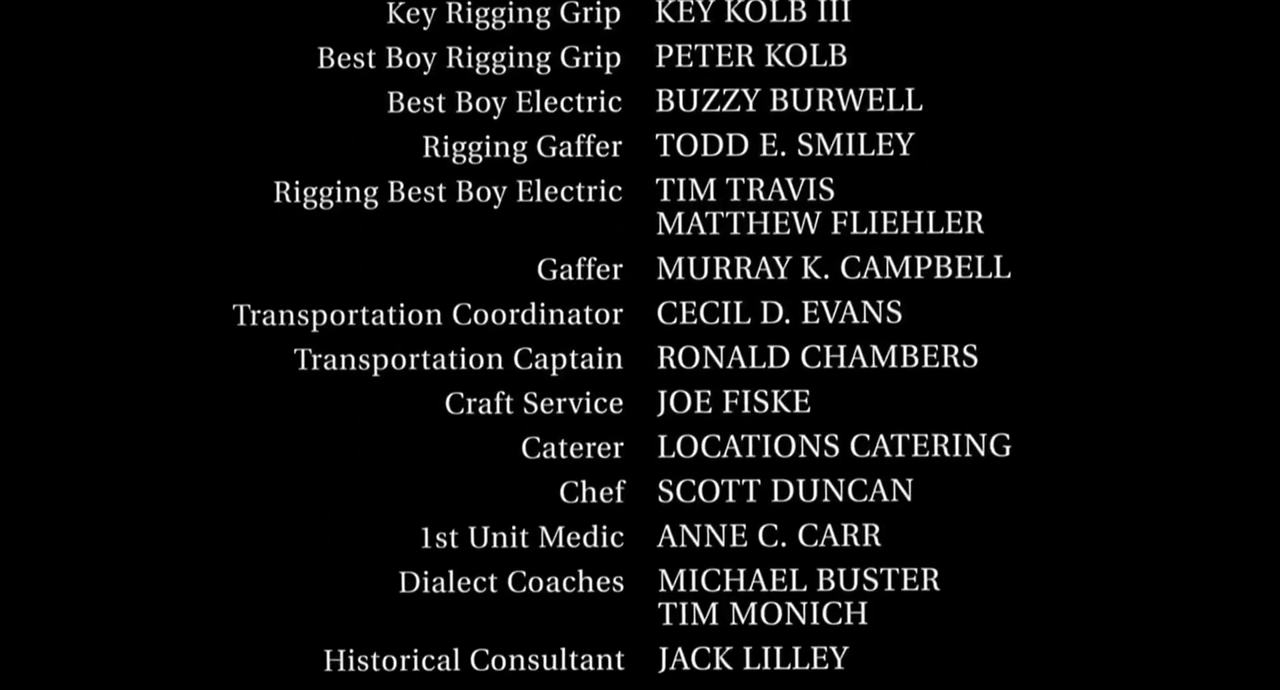 Key Rigging Grip KEY KOLB III
Best Boy Rigging Grip PETER KOLB
Best Boy Electric BUZZY BURWELL
Rigging Gaffer TODD E. SMILEY
Rigging Best Boy Electric TIM TRAVIS
MATTHEW FLIEHLER
Gaffer MURRAY K. CAMPBELL
Transportation Coordinator CECIL D. EVANS
Transportation Captain RONALD CHAMBERS
Craft Service JOE FISKE
Caterer LOCATIONS CATERING
Chef SCOTT DUNCAN
1st Unit Medic ANNE C. CARR
Dialect Coaches MICHAEL BUSTER
TIM MONICH
Historical Consultant JACK LILLEY